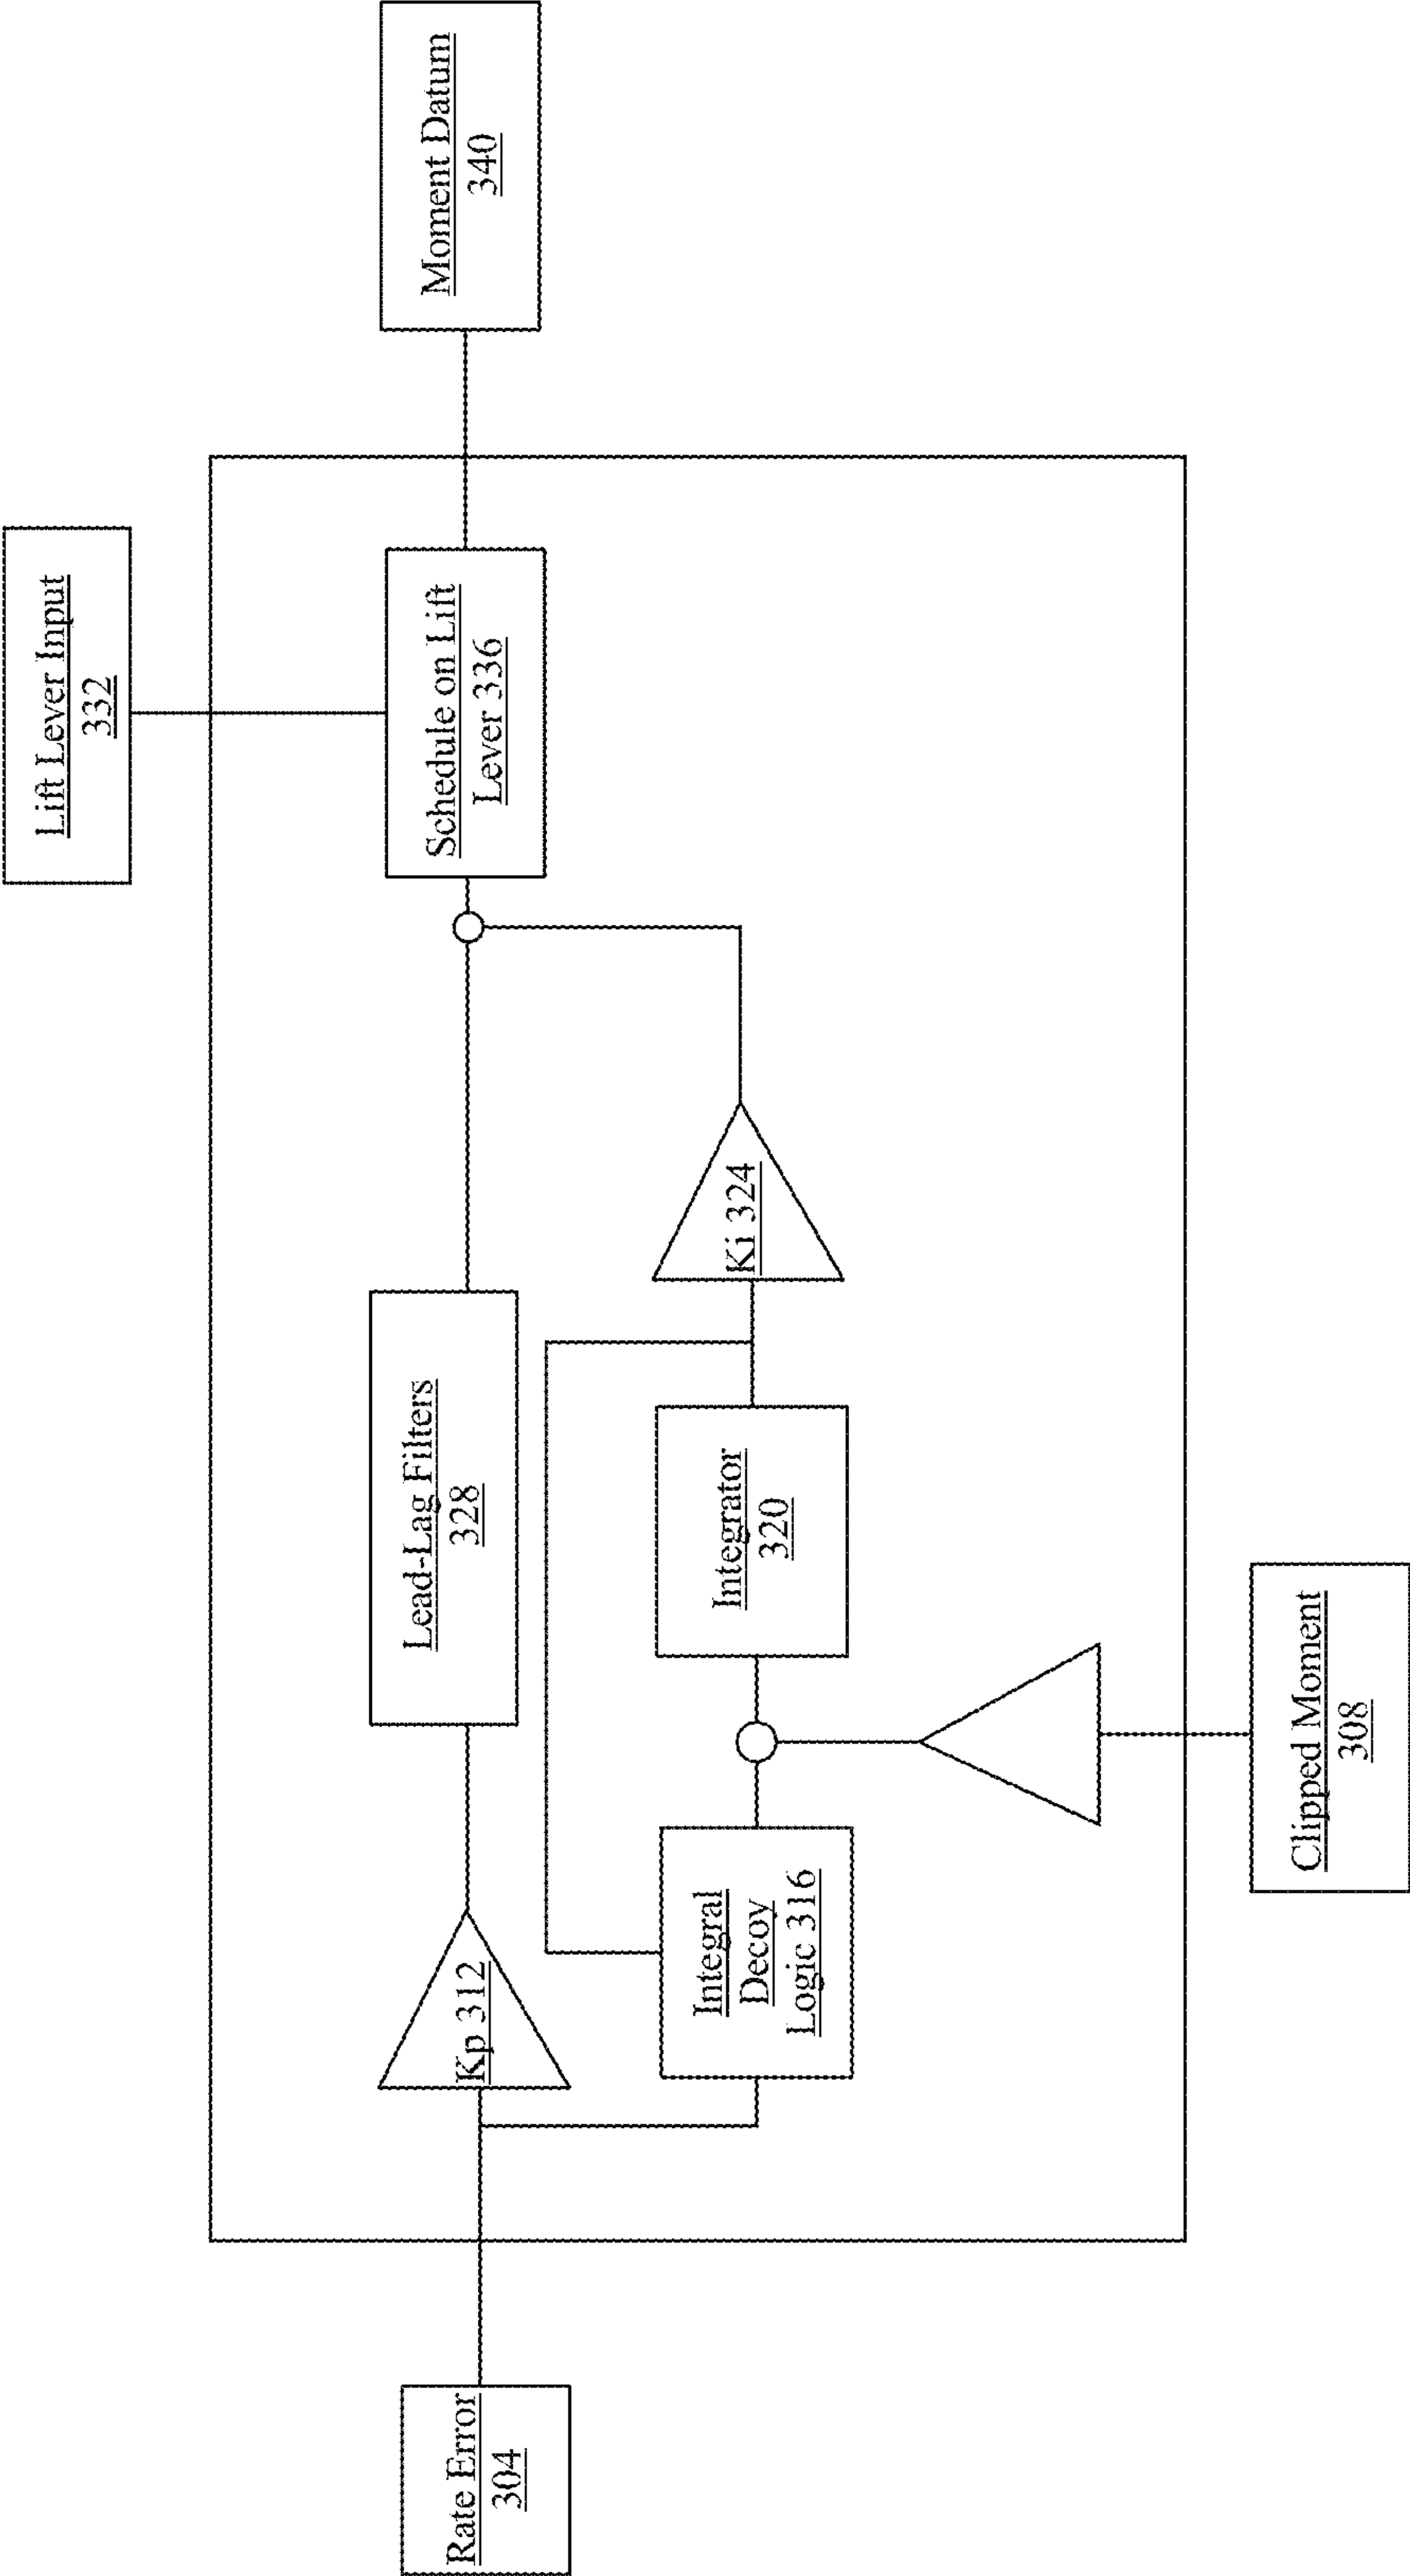 Lift Lever Input
332
Rate Error
304
Kp 312
Lead-Lag Filters
328
Schedule on Lift
Lever 336
Moment Datum
340
Integral
Decoy
Logic 316
Integrator
320
Ki 324
Clipped Moment
308